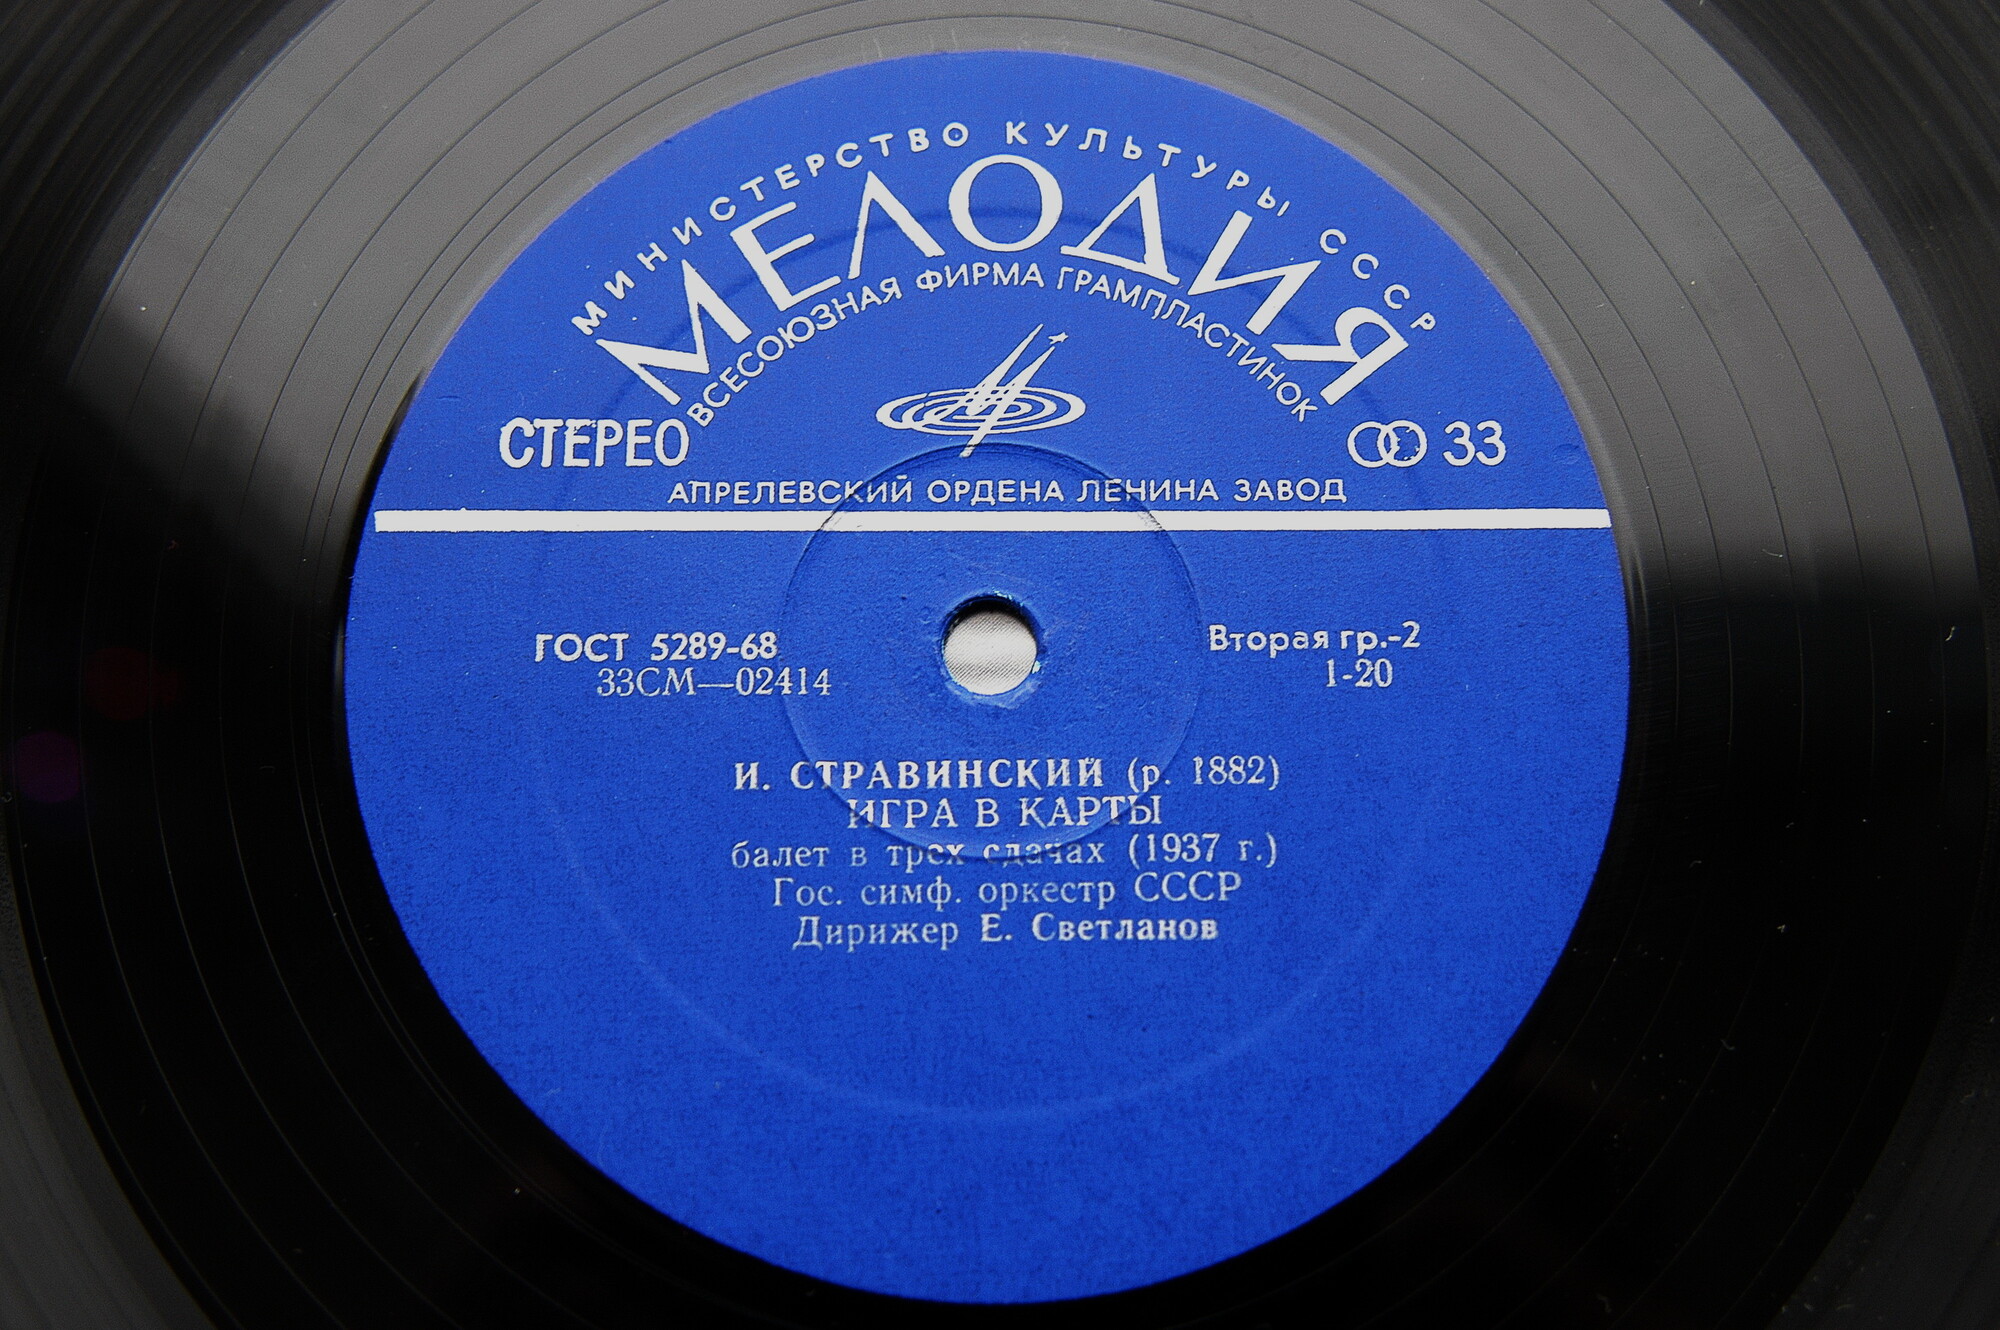 МИНИСТЕРСТВО КУЛЬТУРЫ СССР
МЕЛОДИЯ
ВСЕСОЮЗНАЯ ФИРМА ГРАМПЛАСТИНОК
СТЕРЕО
33
АПРЕЛЕВСКИЙ ОРДЕНА ЛЕНИНА ЗАВОД
ГОСТ 5289-68
33СМ—02414
Вторая гр.-2
1-20
И. СТРАВИНСКИЙ (р. 1882)
ИГРА В КАРТЫ
балет в трех сдачах (1937 г.)
Гос. симф. оркестр СССР
Дирижер Е. Светланов